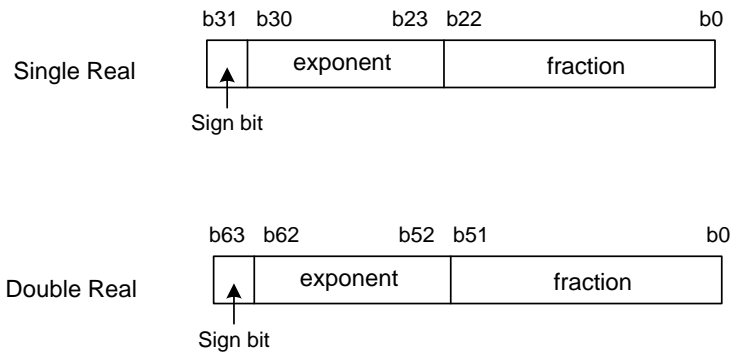 b31 b30 b23 b22 b0
Single Real
exponent
fraction
Sign bit
b63 b62 b52 b51 b0
Double Real
exponent
fraction
Sign bit